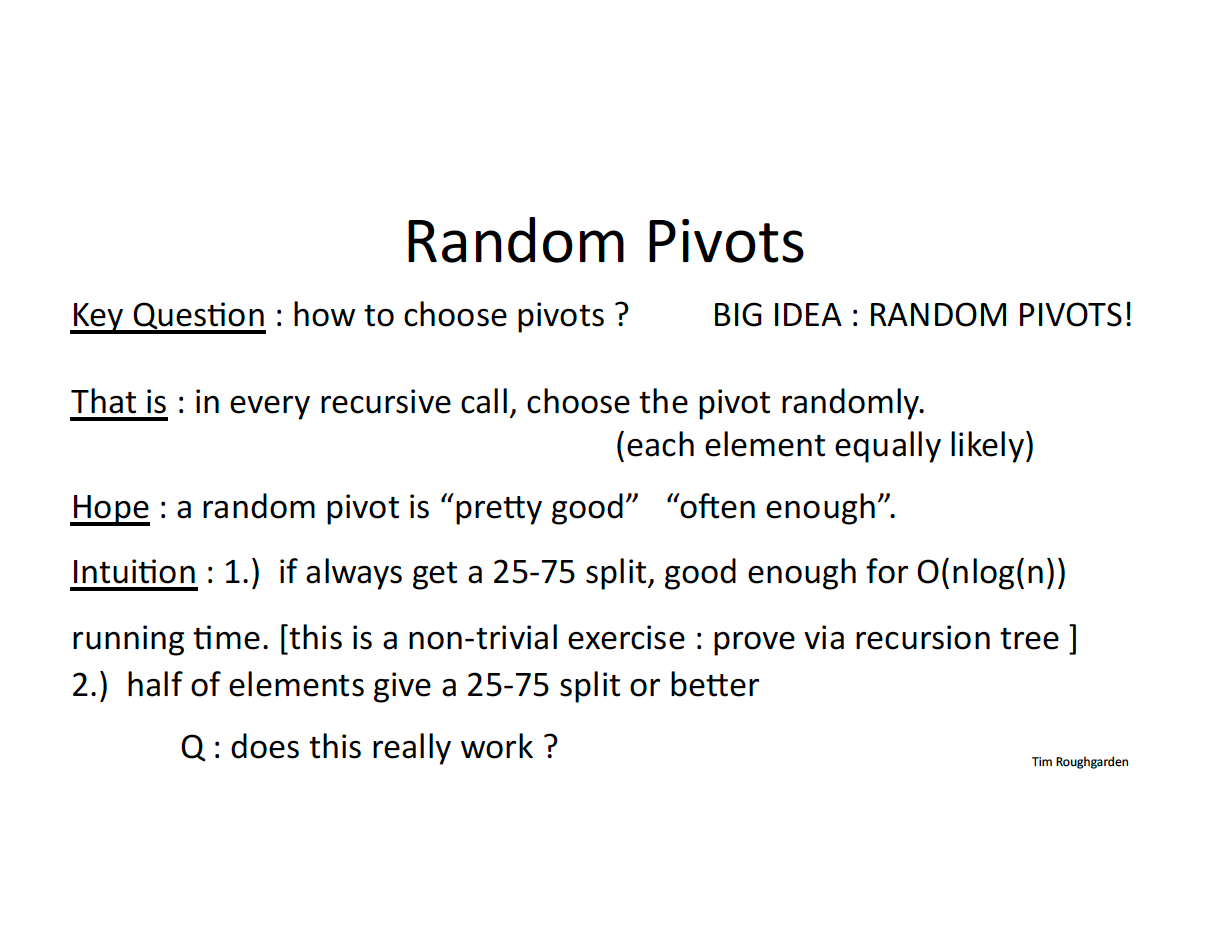 Random Pivots
Key Question : how to choose pivots ? BIG IDEA : RANDOM PIVOTS!
That is : in every recursive call, choose the pivot randomly.
(each element equally likely)
Hope : a random pivot is “pretty good” “often enough”.
Intuition : 1.) if always get a 25-75 split, good enough for O(nlog(n))
running time. [this is a non-trivial exercise : prove via recursion tree ]
2.) half of elements give a 25-75 split or better
Q : does this really work ?
Tim Roughgarden